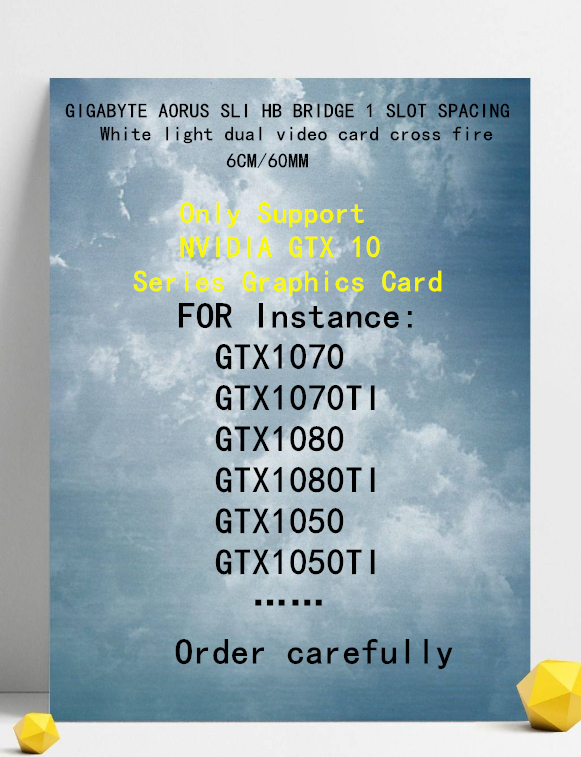 GIGABYTE AORUS SLI HB BRIDGE 1 SLOT SPACING
White light dual video card cross fire
6CM/60MM
Only Support
NVIDIA GTX 10
Series Graphics Card
FOR Instance:
GTX1070
GTX1070TI
GTX1080
GTX1080TI
GTX1050
GTX1050TI
……
Order carefully